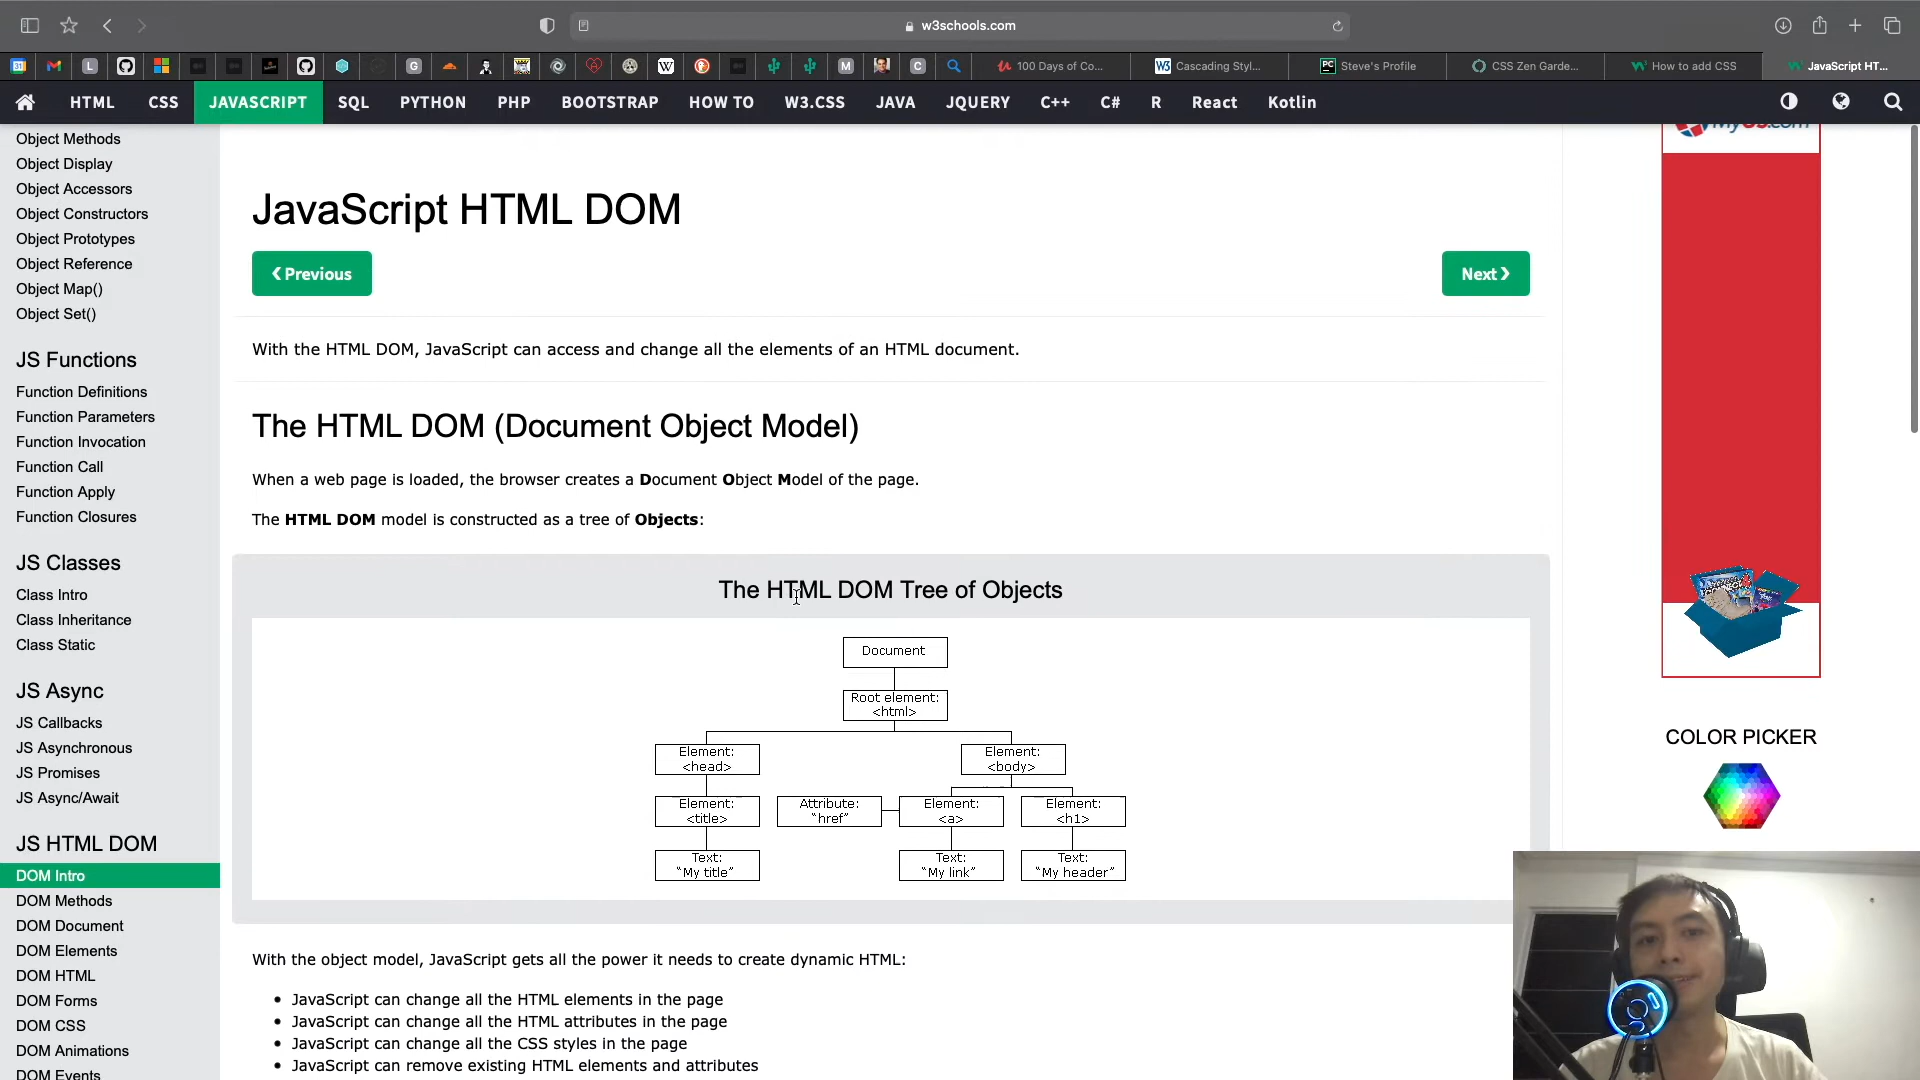 w3schools.com
100 Days of Co...
Cascading Styl...
Steve's Profile
CSS Zen Garde...
How to add CSS
JavaScript HT...
HTML
CSS
JAVASCRIPT
SQL
PYTHON
PHP
BOOTSTRAP
HOW TO
W3.CSS
JAVA
JQUERY
C++
C#
R
React
Kotlin
Object Methods
Object Display
Object Accessors
Object Constructors
Object Prototypes
Object Reference
Object Map()
Object Set()
JS Functions
Function Definitions
Function Parameters
Function Invocation
Function Call
Function Apply
Function Closures
JS Classes
Class Intro
Class Inheritance
Class Static
JS Async
JS Callbacks
JS Asynchronous
JS Promises
JS Async/Await
JS HTML DOM
DOM Intro
DOM Methods
DOM Document
DOM Elements
DOM HTML
DOM Forms
DOM CSS
DOM Animations
DOM Events
JavaScript HTML DOM
❮ Previous
Next ❯
With the HTML DOM, JavaScript can access and change all the elements of an HTML document.
The HTML DOM (Document Object Model)
When a web page is loaded, the browser creates a Document Object Model of the page.
The HTML DOM model is constructed as a tree of Objects:
The HTML DOM Tree of Objects
Document
Root element:
<html>
Element:
<head>
Element:
<body>
Element:
<title>
Attribute:
"href"
Element:
<a>
Element:
<h1>
Text:
"My title"
Text:
"My link"
Text:
"My header"
With the object model, JavaScript gets all the power it needs to create dynamic HTML:
• JavaScript can change all the HTML elements in the page
• JavaScript can change all the HTML attributes in the page
• JavaScript can change all the CSS styles in the page
• JavaScript can remove existing HTML elements and attributes
COLOR PICKER